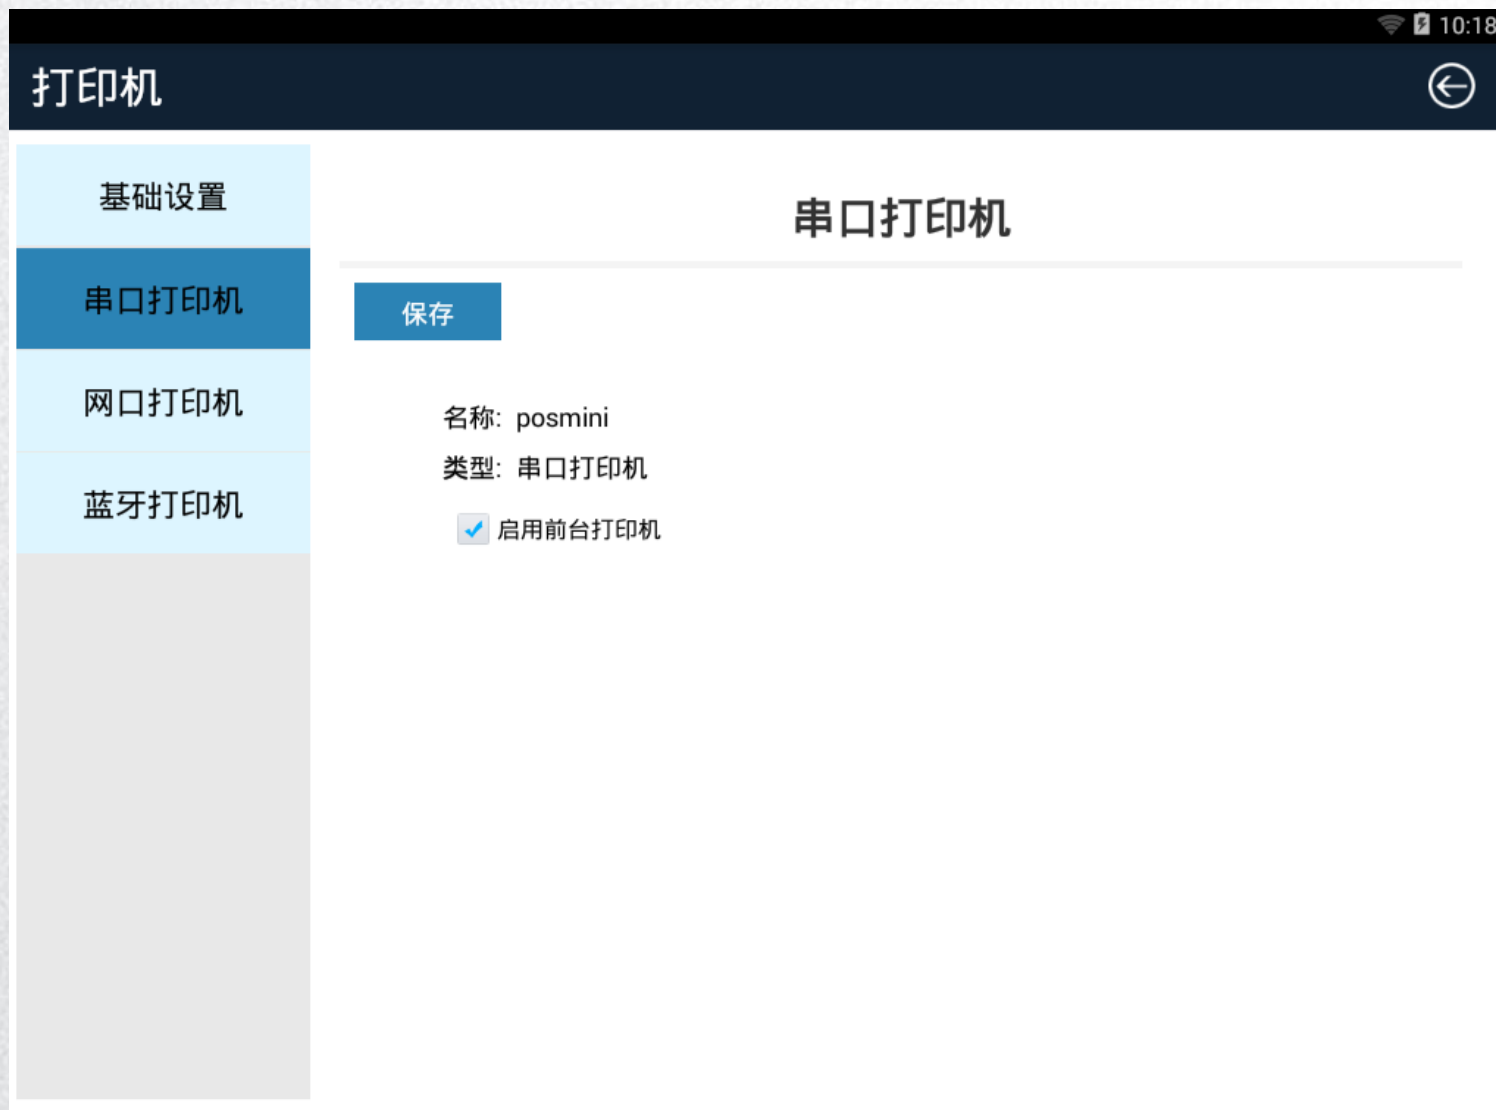 10:18
打印机
基础设置
串口打印机
网口打印机
蓝牙打印机
串口打印机
保存
名称: posmini
类型: 串口打印机
启用前台打印机